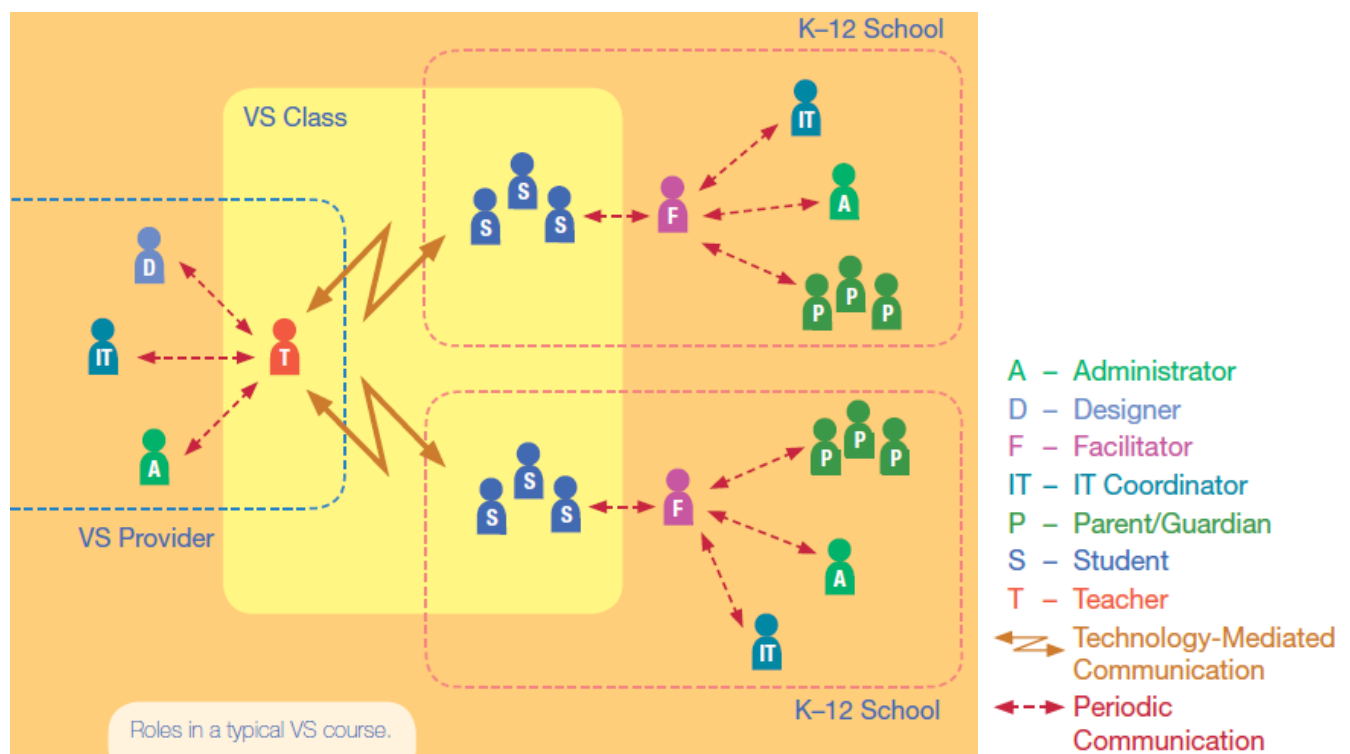 K–12 School
VS Class
IT
A
S
S
S
F
P
P
P
D
IT
T
A
VS Provider
P
P
P
S
S
S
F
A
IT
K–12 School
Roles in a typical VS course.
A – Administrator
D – Designer
F – Facilitator
IT – IT Coordinator
P – Parent/Guardian
S – Student
T – Teacher
Technology-Mediated
Communication
Periodic
Communication